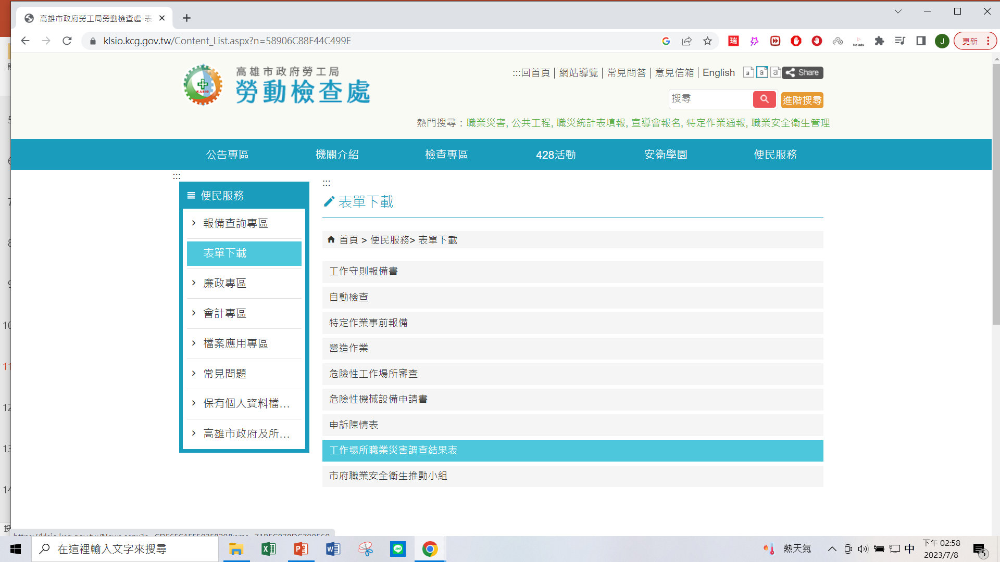 高雄市政府勞工局勞動檢查處-表
klsio.kcg.gov.tw/Content_List.aspx?n=58906C88F44C499E
瑞
No ads
J
更新
高雄市政府勞工局
勞動檢查處
KLSIO
:::回首頁 | 網站導覽 | 常見問答 | 意見信箱 | English
a a a Share
搜尋
進階搜尋
熱門搜尋：職業災害, 公共工程, 職災統計表填報, 宣導會報名, 特定作業通報, 職業安全衛生管理
公告專區 機關介紹 檢查專區 428活動 安衛學園 便民服務
:::
便民服務
報備查詢專區
表單下載
廉政專區
會計專區
檔案應用專區
常見問題
保有個人資料檔...
高雄市政府及所...
:::
表單下載
首頁 > 便民服務> 表單下載
工作守則報備書
自動檢查
特定作業事前報備
營造作業
危險性工作場所審查
危險性機械設備申請書
申訴陳情表
工作場所職業災害調查結果表
市府職業安全衛生推動小組
10
11
12
13
14
在這裡輸入文字來搜尋
熱天氣
中
下午 02:58
2023/7/8
5